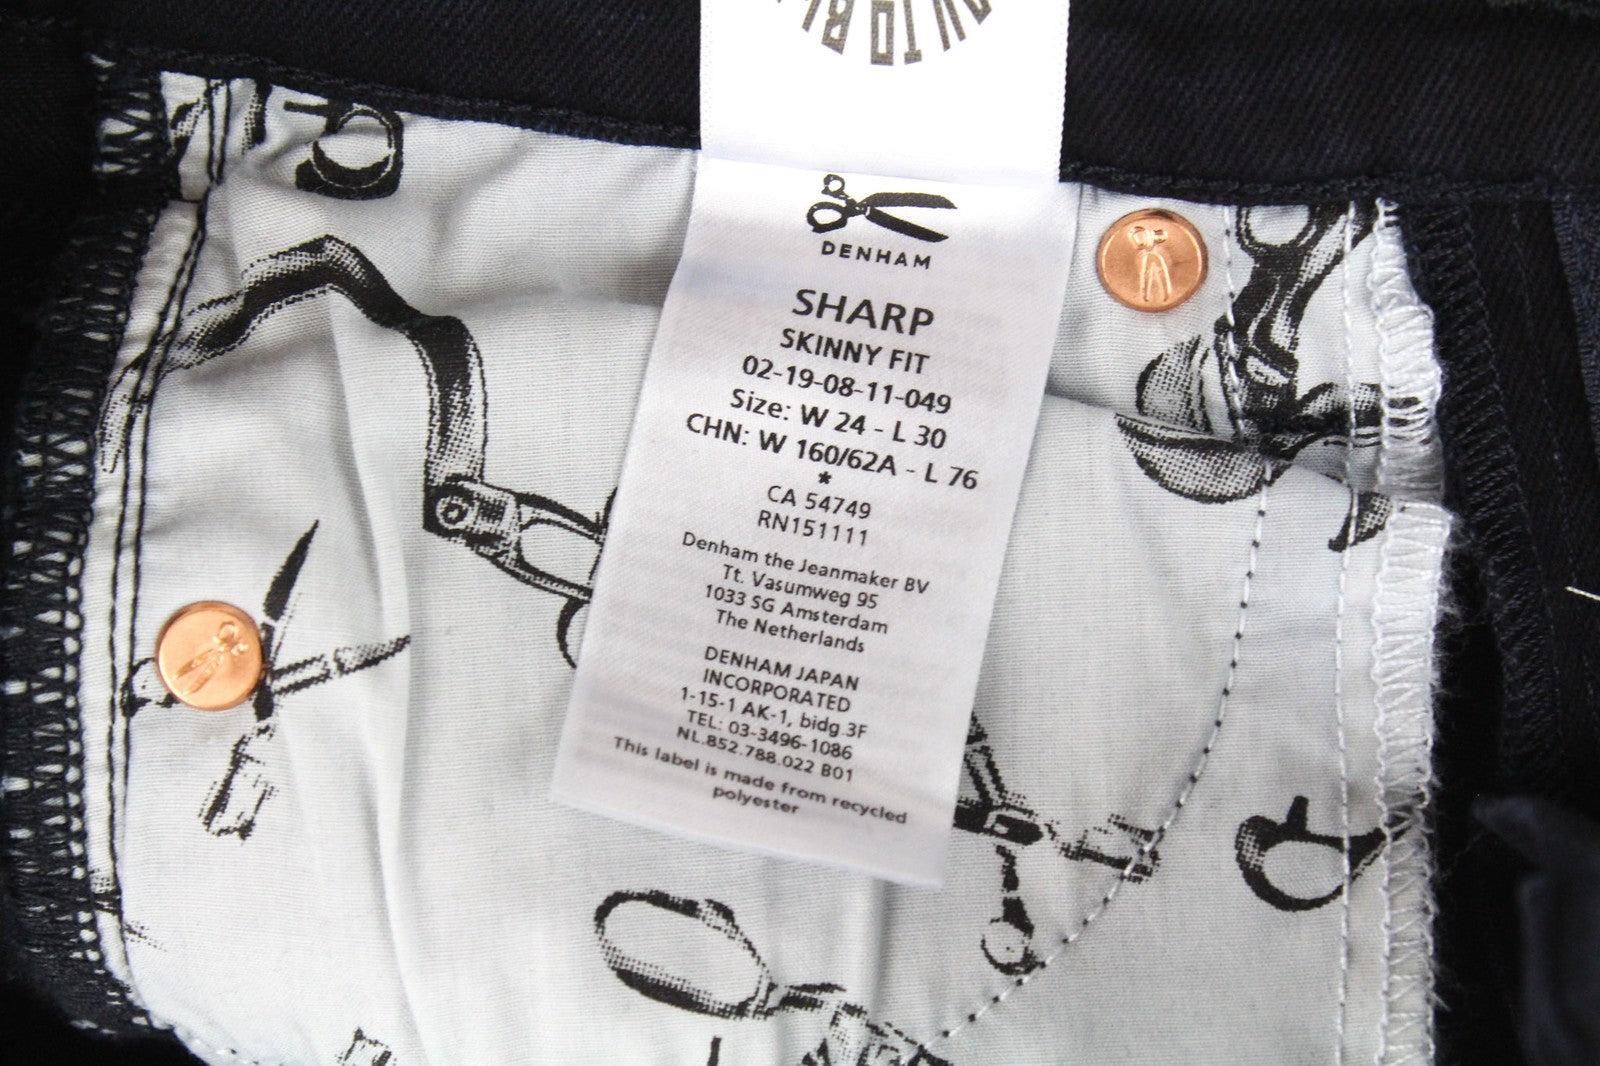 DENHAM
SHARP
SKINNY FIT
02-19-08-11-049
Size: W 24 - L 30
CHN: W 160/62A - L 76
*
CA 54749
RN151111
Denham the Jeanmaker BV
Tt. Vasumweg 95
1033 SG Amsterdam
The Netherlands
DENHAM JAPAN
INCORPORATED
1-15-1 AK-1, bidg.3F
TEL: 03-3496-1086
NL.852.788.022 B01
This label is made from recycled
polyester